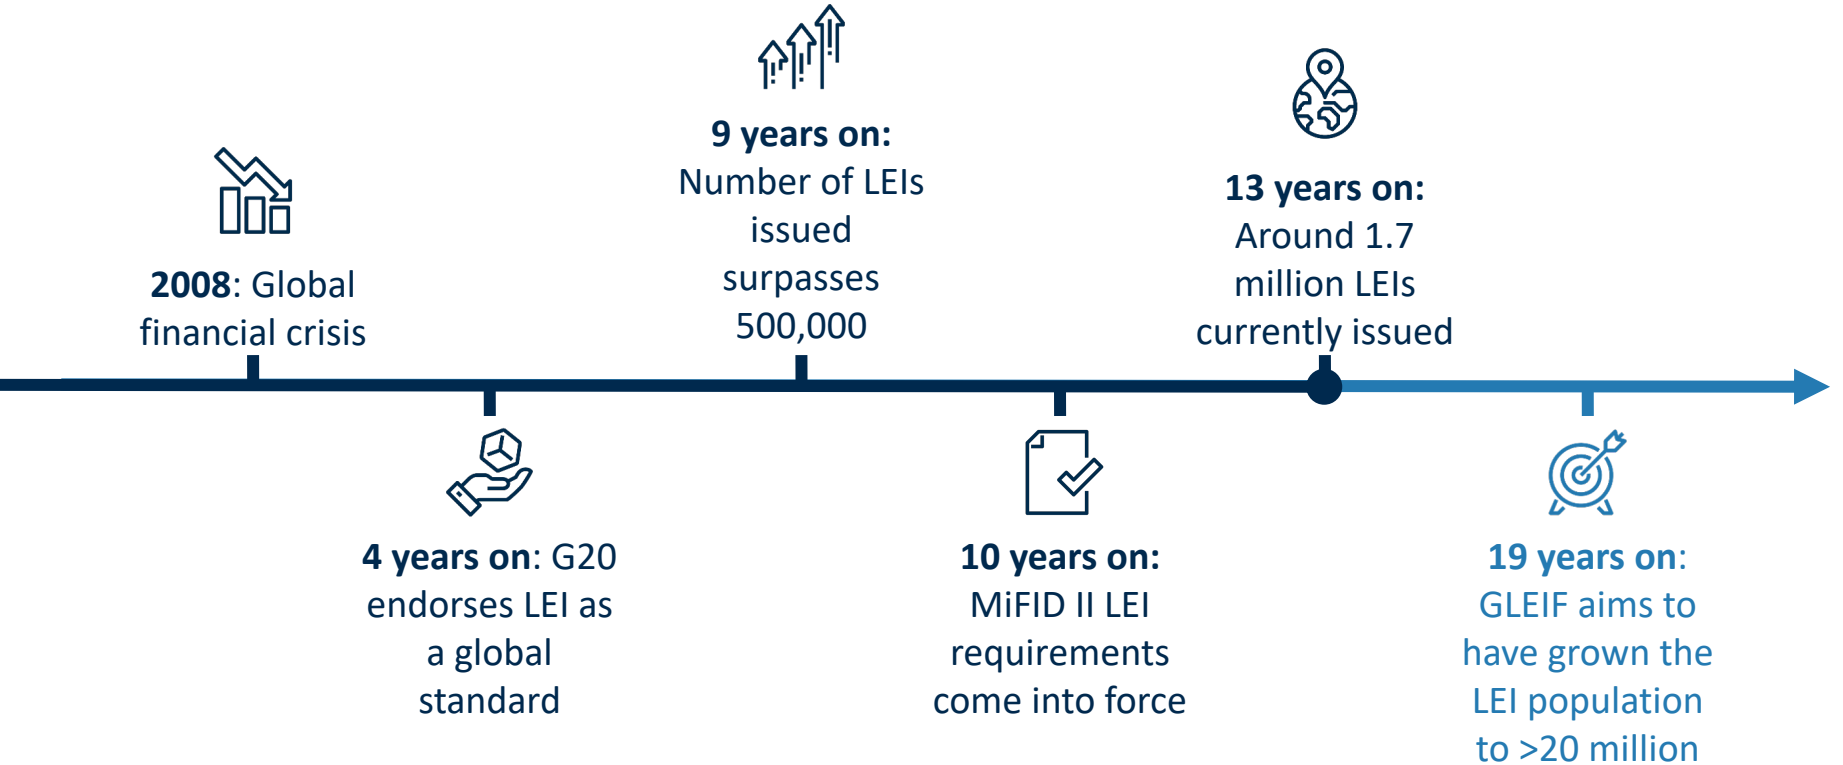 2008: Global
financial crisis
4 years on: G20
endorses LEI as
a global
standard
9 years on:
Number of LEIs
issued
surpasses
500,000
10 years on:
MiFID II LEI
requirements
come into force
13 years on:
Around 1.7
million LEIs
currently issued
19 years on:
GLEIF aims to
have grown the
LEI population
to >20 million